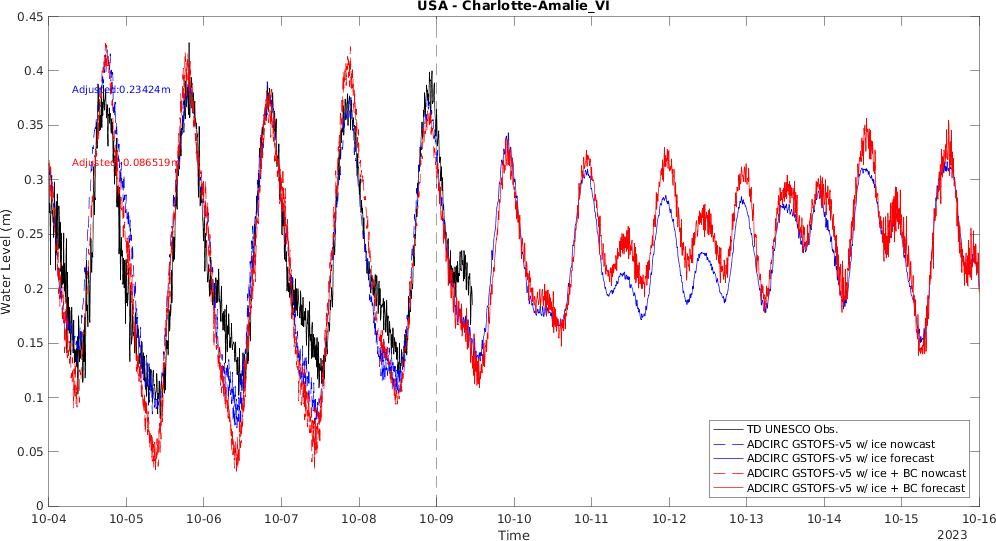 USA - Charlotte-Amalie_VI
Water Level (m)
0.45
0.4
0.35
0.3
0.25
0.2
0.15
0.1
0.05
0
Adjusted:0.23424m
Adjusted:-0.086519m
TD UNESCO Obs.
ADCIRC GSTOFS-v5 w/ ice nowcast
ADCIRC GSTOFS-v5 w/ ice forecast
ADCIRC GSTOFS-v5 w/ ice + BC nowcast
ADCIRC GSTOFS-v5 w/ ice + BC forecast
10-04 10-05 10-06 10-07 10-08 10-09 10-10 10-11 10-12 10-13 10-14 10-15 10-16
Time
2023